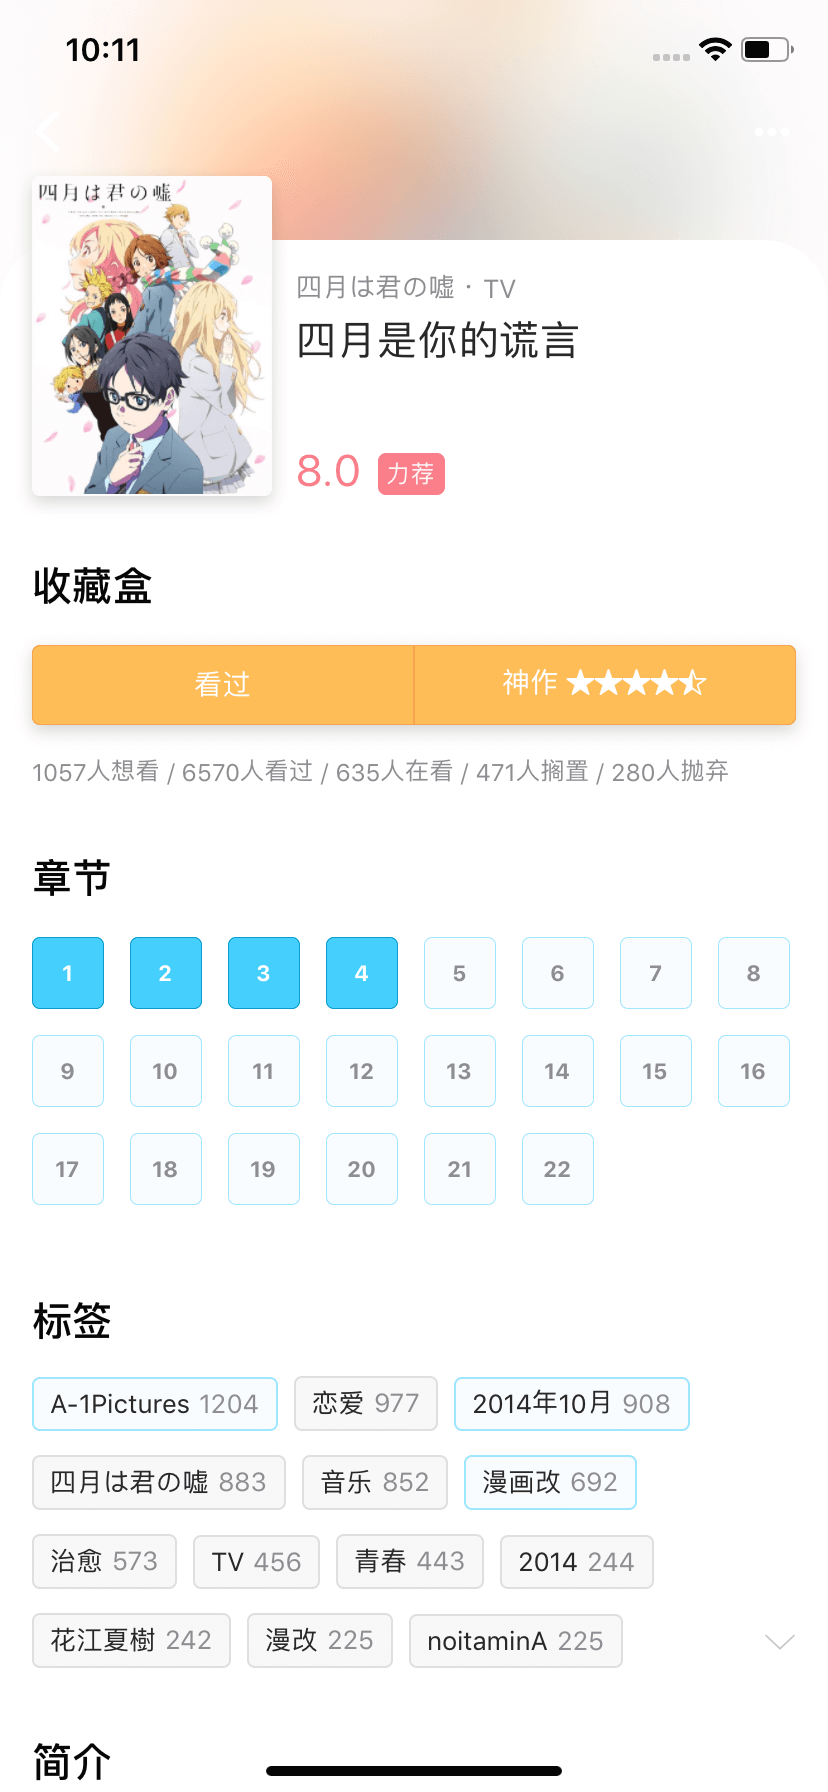 10:11
四月は君の嘘
四月は君の嘘 · TV
四月是你的谎言
8.0 力荐
收藏盒
看过 神作
1057人想看 / 6570人看过 / 635人在看 / 471人搁置 / 280人抛弃
章节
1 2 3 4 5 6 7 8
9 10 11 12 13 14 15 16
17 18 19 20 21 22
标签
A-1Pictures 1204 恋爱 977 2014年10月 908
四月は君の嘘 883 音乐 852 漫画改 692
治愈 573 TV 456 青春 443 2014 244
花江夏樹 242 漫改 225 noitaminA 225
简介